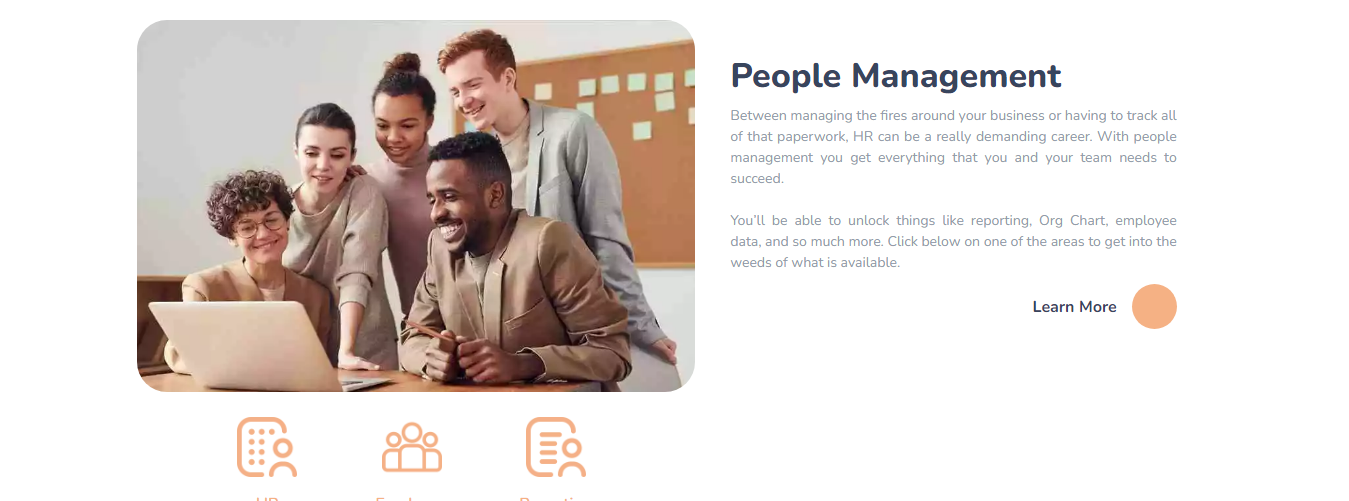 People Management
Between managing the fires around your business or having to track all
of that paperwork, HR can be a really demanding career. With people
management you get everything that you and your team needs to
succeed.
You'll be able to unlock things like reporting, Org Chart, employee
data, and so much more. Click below on one of the areas to get into the
weeds of what is available.
Learn More
HR